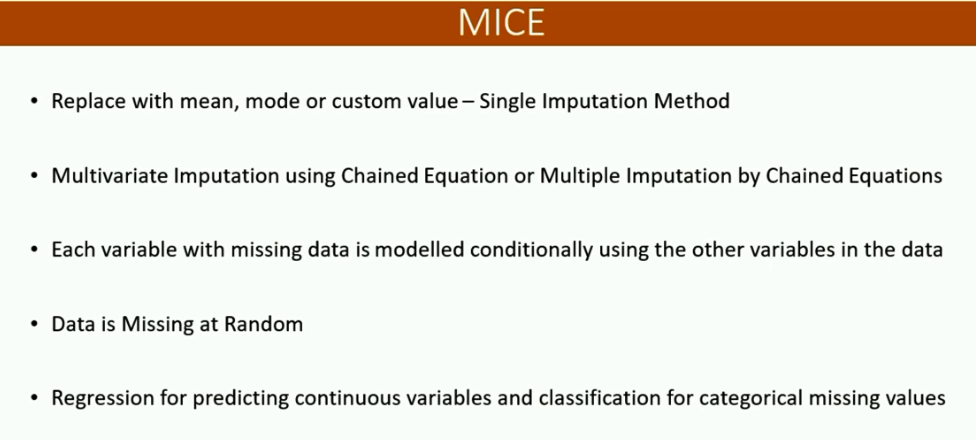 MICE
• Replace with mean, mode or custom value – Single Imputation Method
• Multivariate Imputation using Chained Equation or Multiple Imputation by Chained Equations
• Each variable with missing data is modelled conditionally using the other variables in the data
• Data is Missing at Random
• Regression for predicting continuous variables and classification for categorical missing values